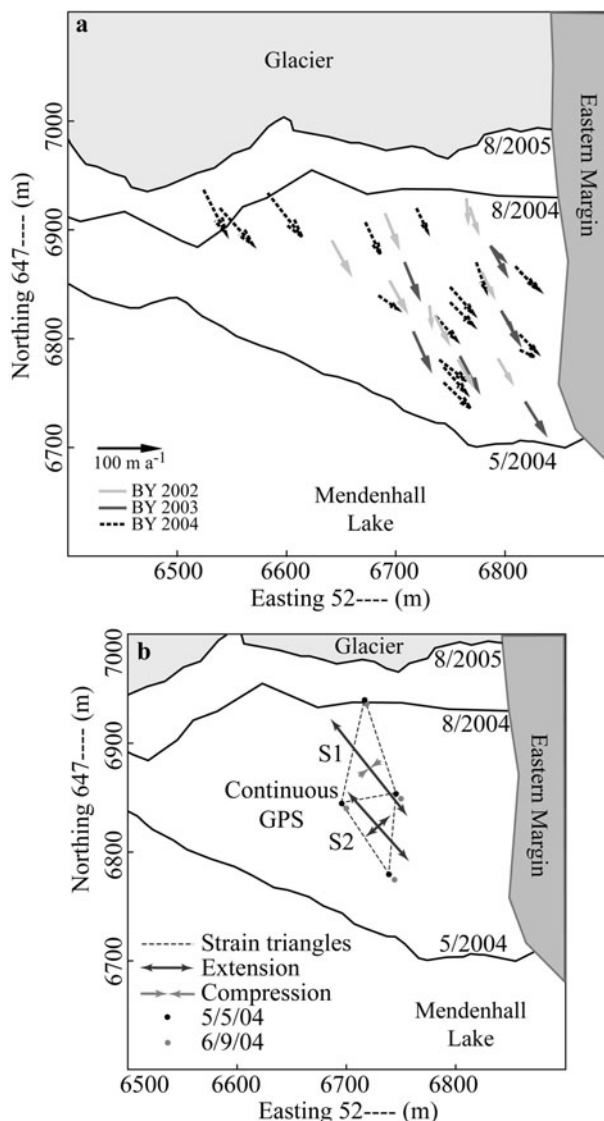 a
Glacier
Eastern Margin
8/2005
8/2004
5/2004
Northing 647---- (m)
7000
6900
6800
6700
100 m a-1
BY 2002
BY 2003
BY 2004
Mendenhall
Lake
6500 6600 6700 6800
Easting 52---- (m)
b
Glacier
8/2005
8/2004
Eastern Margin
Northing 647---- (m)
7000
6900
6800
6700
S1
Continuous
GPS
S2
Strain triangles
Extension
Compression
5/5/04
6/9/04
5/2004
Mendenhall
Lake
6500 6600 6700 6800
Easting 52---- (m)